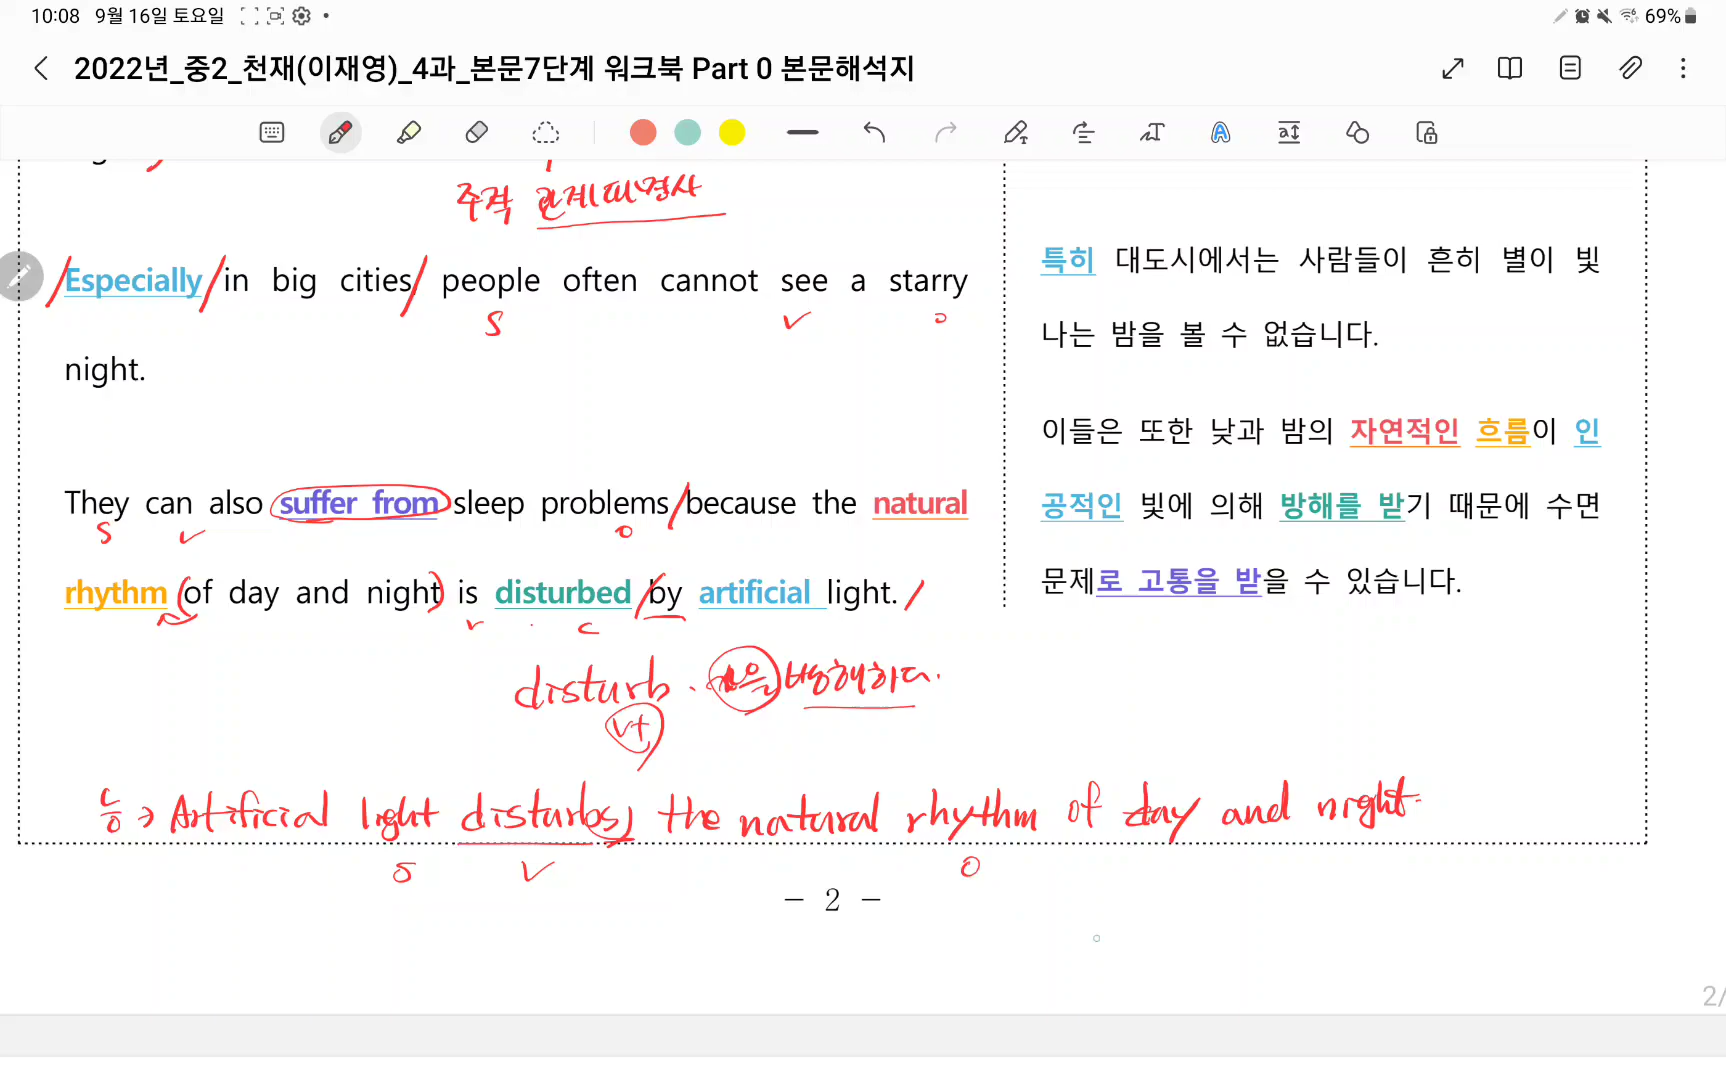 10:08 9월 16일 토요일
69%
2022년_중2_천재(이재영)_4과_본문7단계 워크북 Part 0 본문해석지
주격 관계대명사
Especially in big cities people often cannot see a starry
S V O
night.
They can also suffer from sleep problems because the natural
S V O
rhythm of day and night is disturbed by artificial light.
v c
disturb. ~을 방해하다.
vt
능 → Artificial light disturbs the natural rhythm of day and night.
S V O
특히 대도시에서는 사람들이 흔히 별이 빛
나는 밤을 볼 수 없습니다.
이들은 또한 낮과 밤의 자연적인 흐름이 인
공적인 빛에 의해 방해를 받기 때문에 수면
문제로 고통을 받을 수 있습니다.
- 2 -
2/